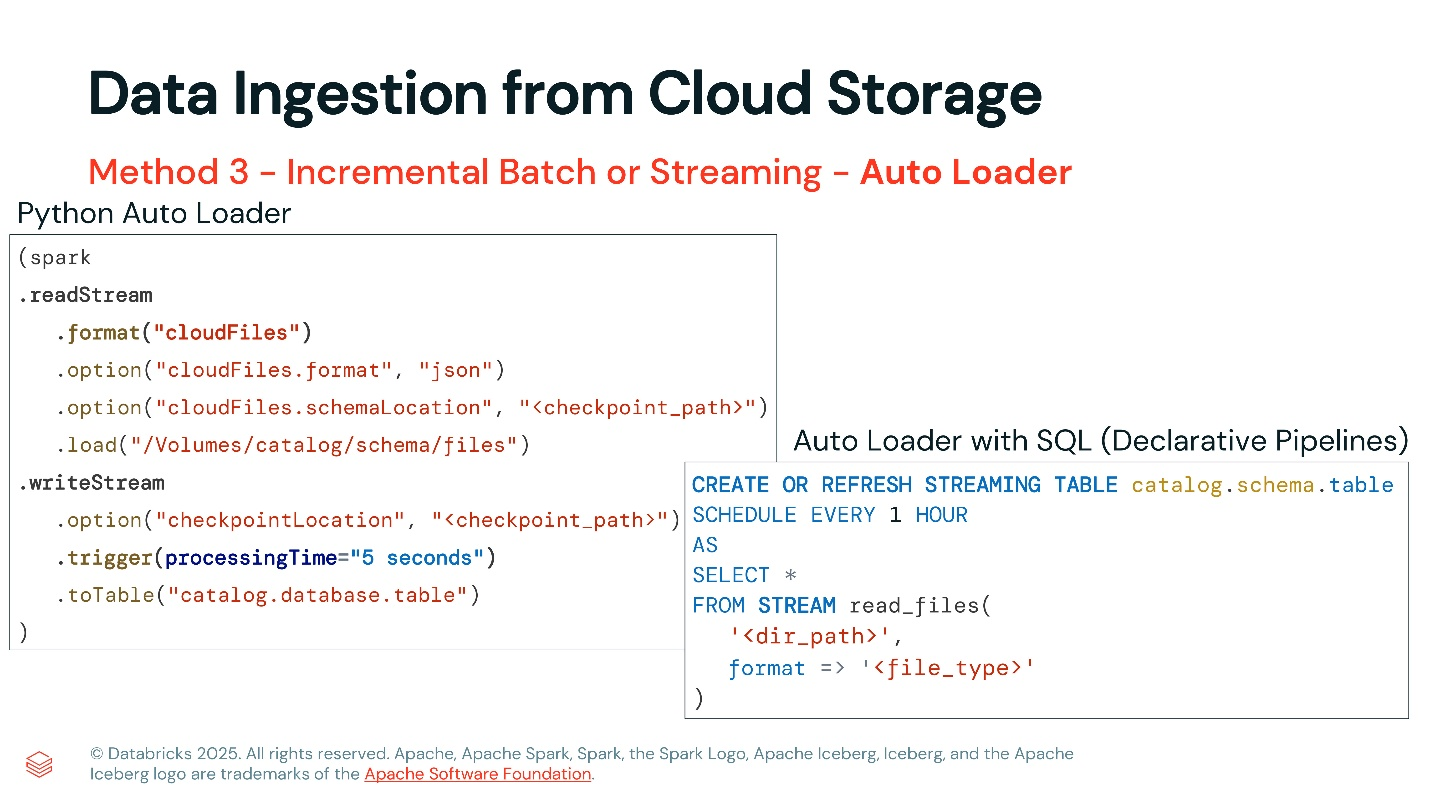 Data Ingestion from Cloud Storage
Method 3 - Incremental Batch or Streaming - Auto Loader
Python Auto Loader
(spark
.readStream
   .format("cloudFiles")
   .option("cloudFiles.format", "json")
   .option("cloudFiles.schemaLocation", "<checkpoint_path>")
   .load("/Volumes/catalog/schema/files")
.writeStream
   .option("checkpointLocation", "<checkpoint_path>")
   .trigger(processingTime="5 seconds")
   .toTable("catalog.database.table")
)
Auto Loader with SQL (Declarative Pipelines)
CREATE OR REFRESH STREAMING TABLE catalog.schema.table
SCHEDULE EVERY 1 HOUR
AS
SELECT *
FROM STREAM read_files(
   '<dir_path>',
   format => '<file_type>'
)
© Databricks 2025. All rights reserved. Apache, Apache Spark, Spark, the Spark Logo, Apache Iceberg, Iceberg, and the Apache
Iceberg logo are trademarks of the Apache Software Foundation.